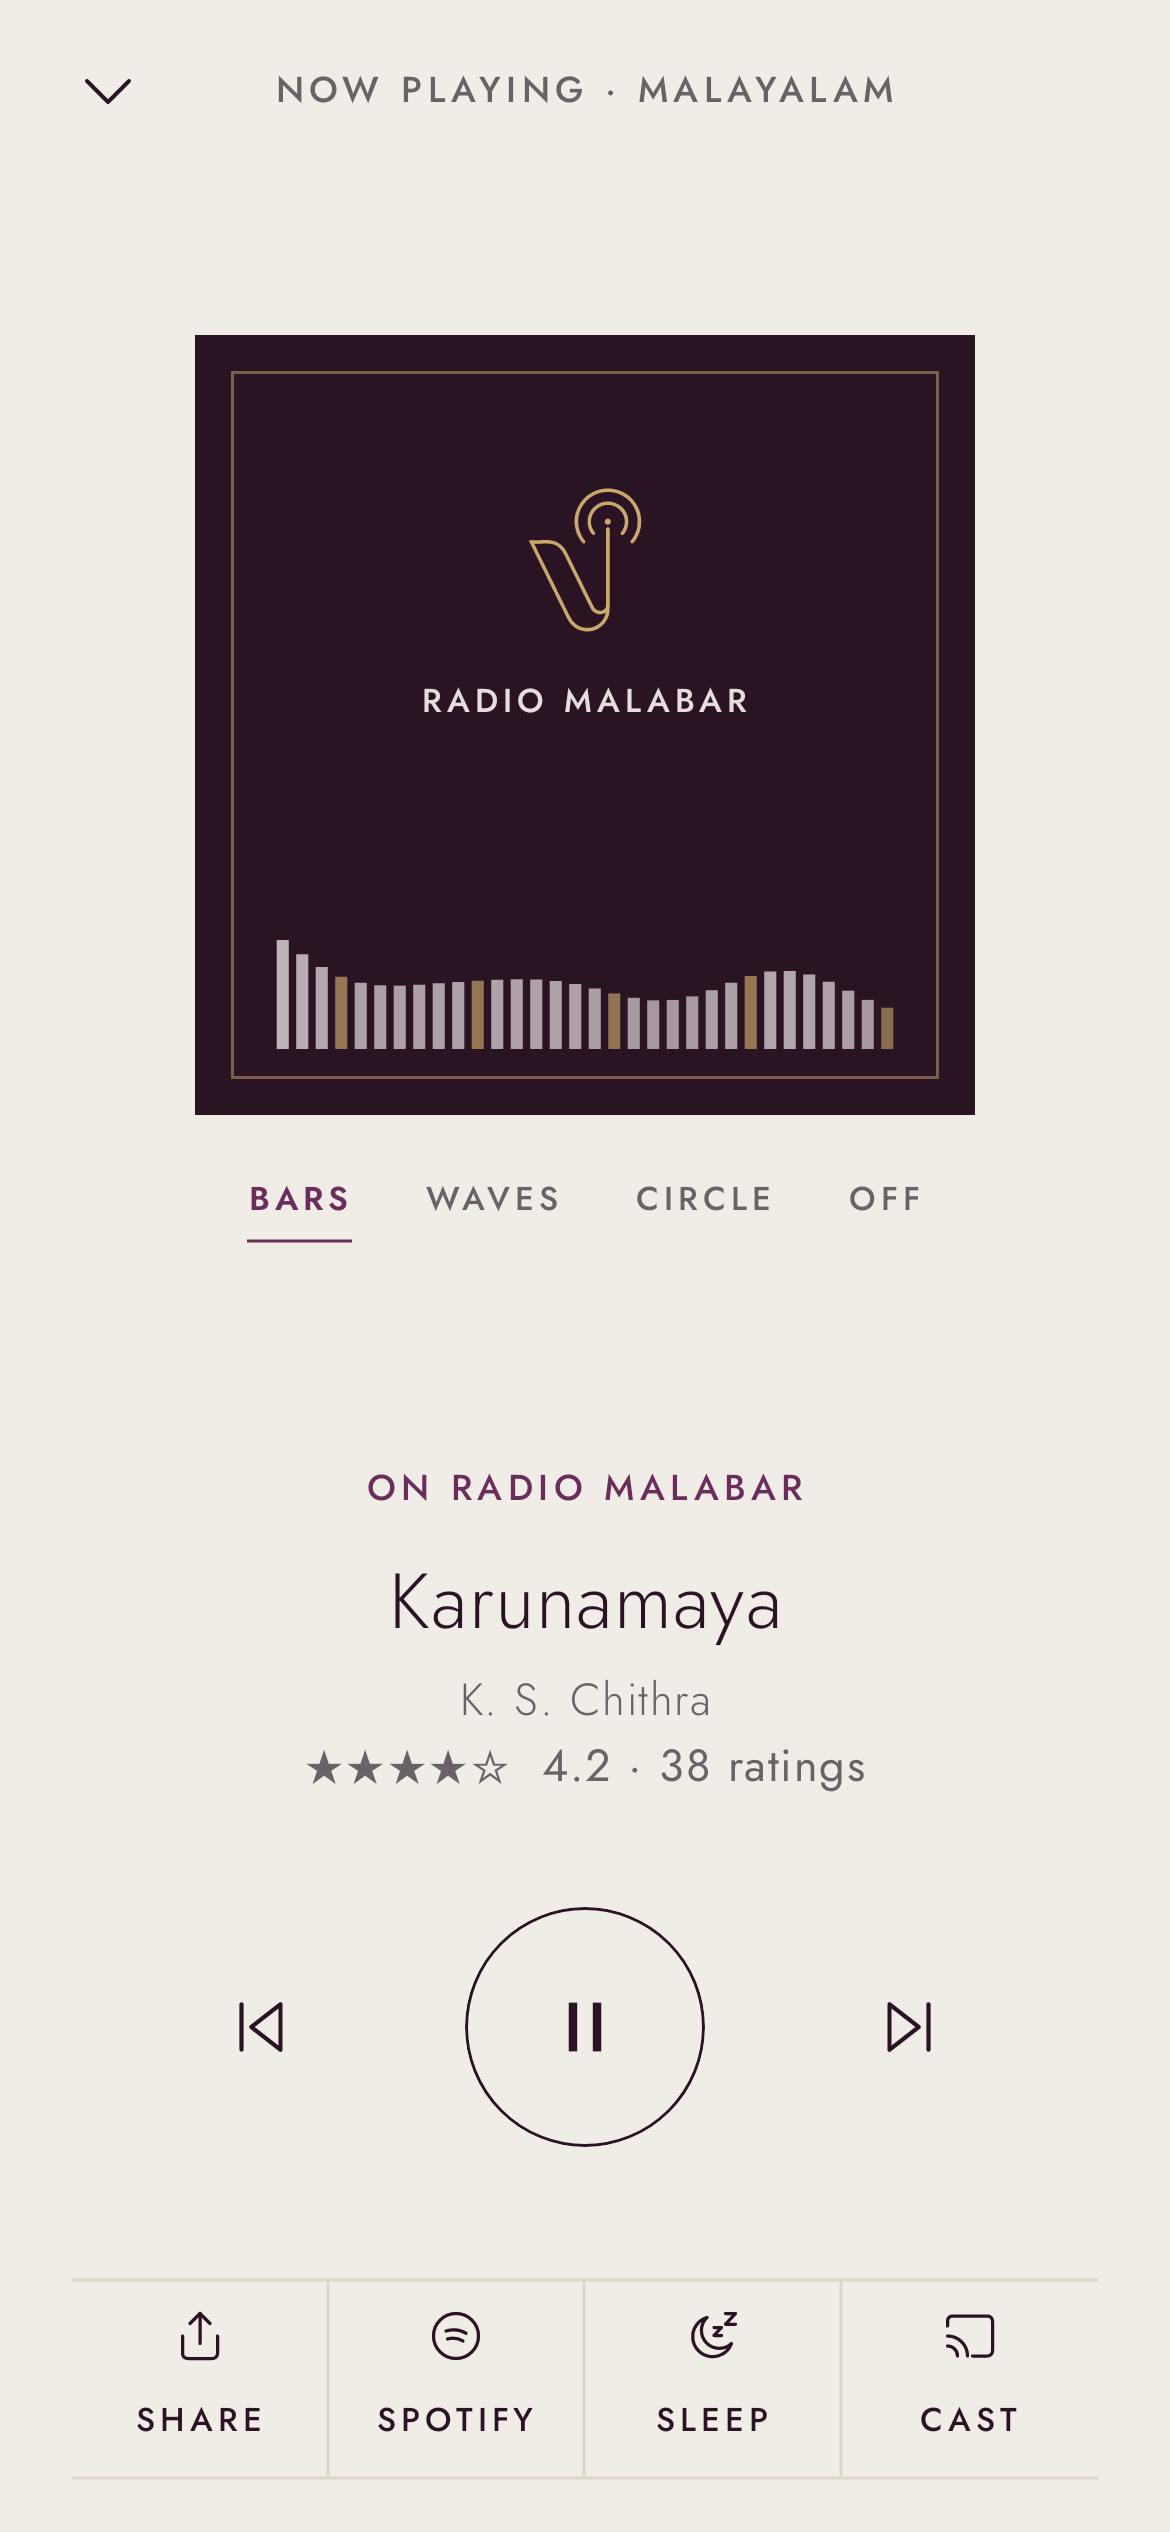 NOW PLAYING · MALAYALAM
RADIO MALABAR
BARS WAVES CIRCLE OFF
ON RADIO MALABAR
Karunamaya
K. S. Chithra
★★★★☆ 4.2 · 38 ratings
SHARE SPOTIFY SLEEP CAST